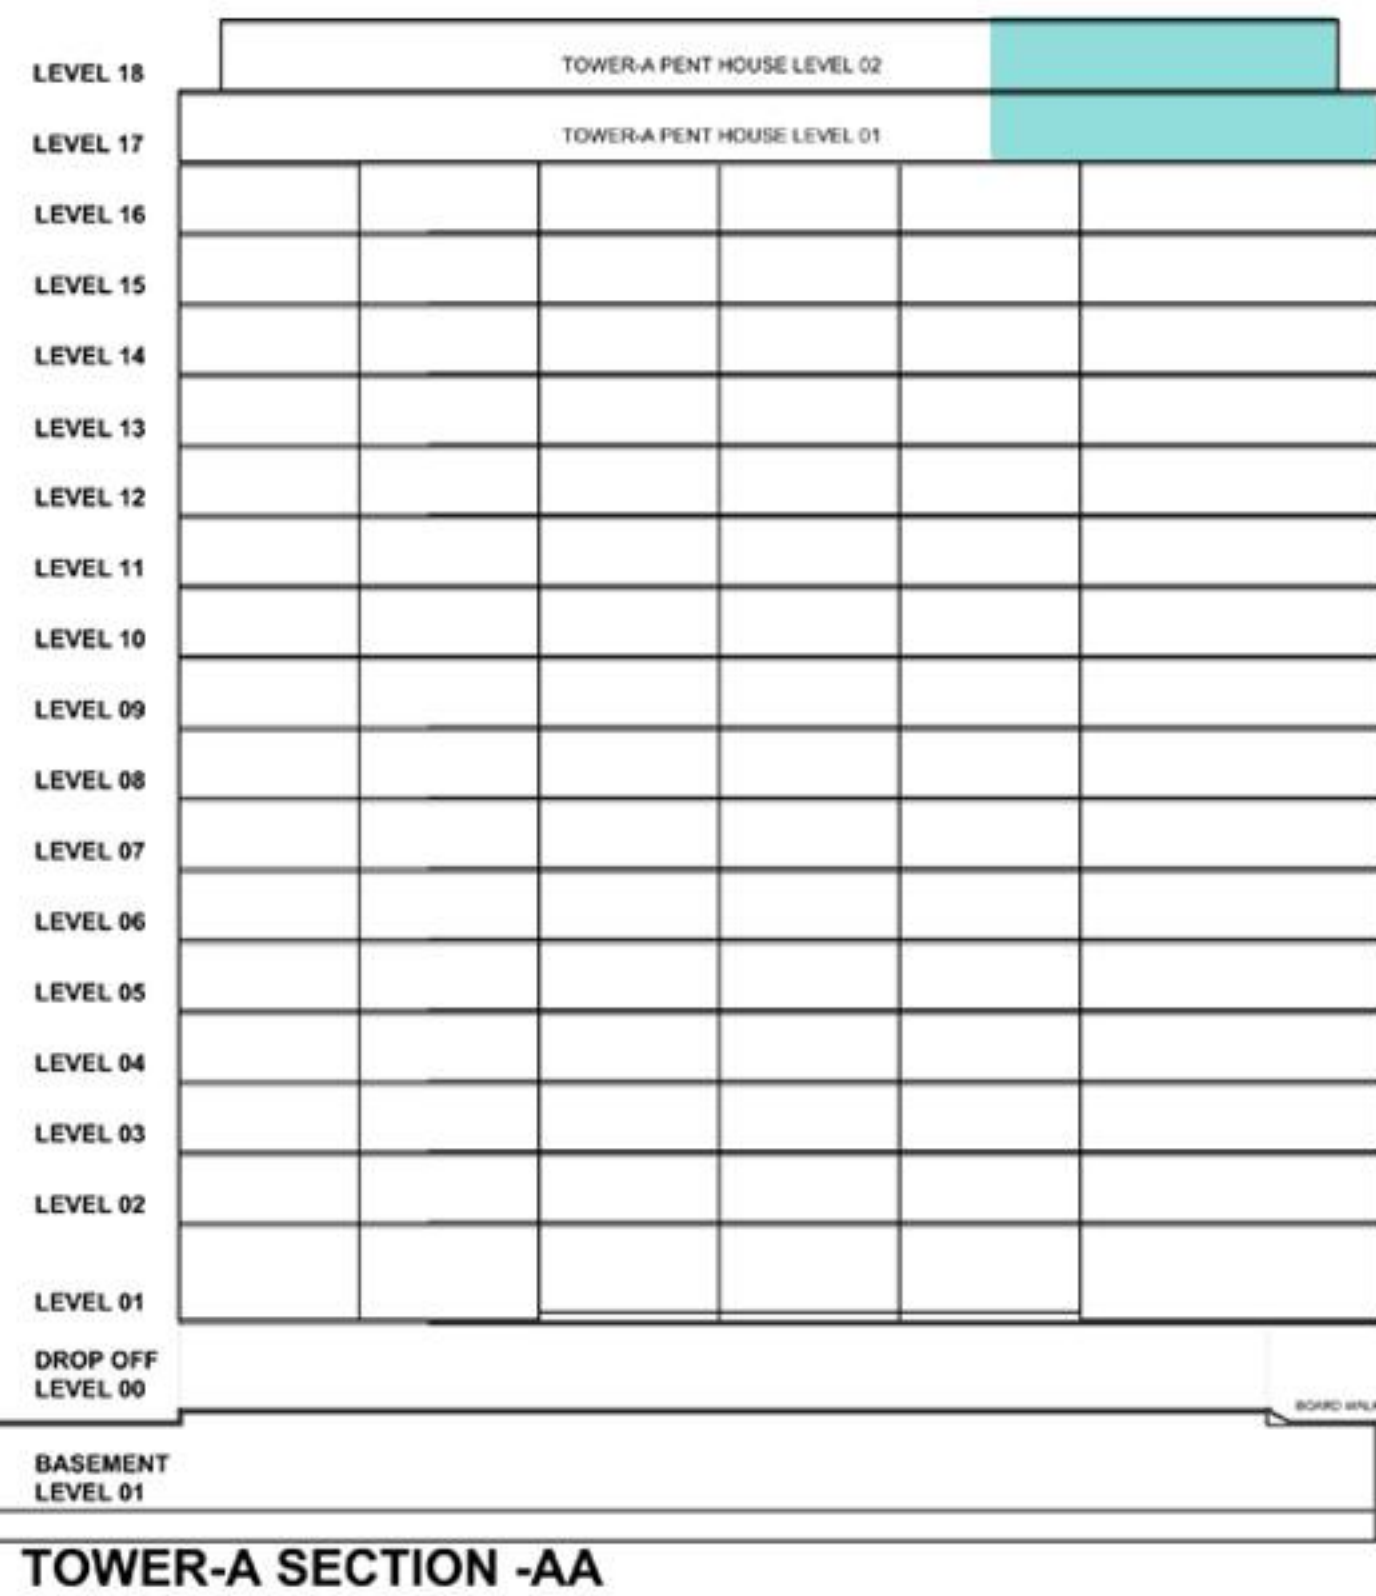 LEVEL 18
TOWER-A PENT HOUSE LEVEL 02
LEVEL 17
TOWER-A PENT HOUSE LEVEL 01
LEVEL 16
LEVEL 15
LEVEL 14
LEVEL 13
LEVEL 12
LEVEL 11
LEVEL 10
LEVEL 09
LEVEL 08
LEVEL 07
LEVEL 06
LEVEL 05
LEVEL 04
LEVEL 03
LEVEL 02
LEVEL 01
DROP OFF
LEVEL 00
BOARD WALK
BASEMENT
LEVEL 01
TOWER-A SECTION -AA